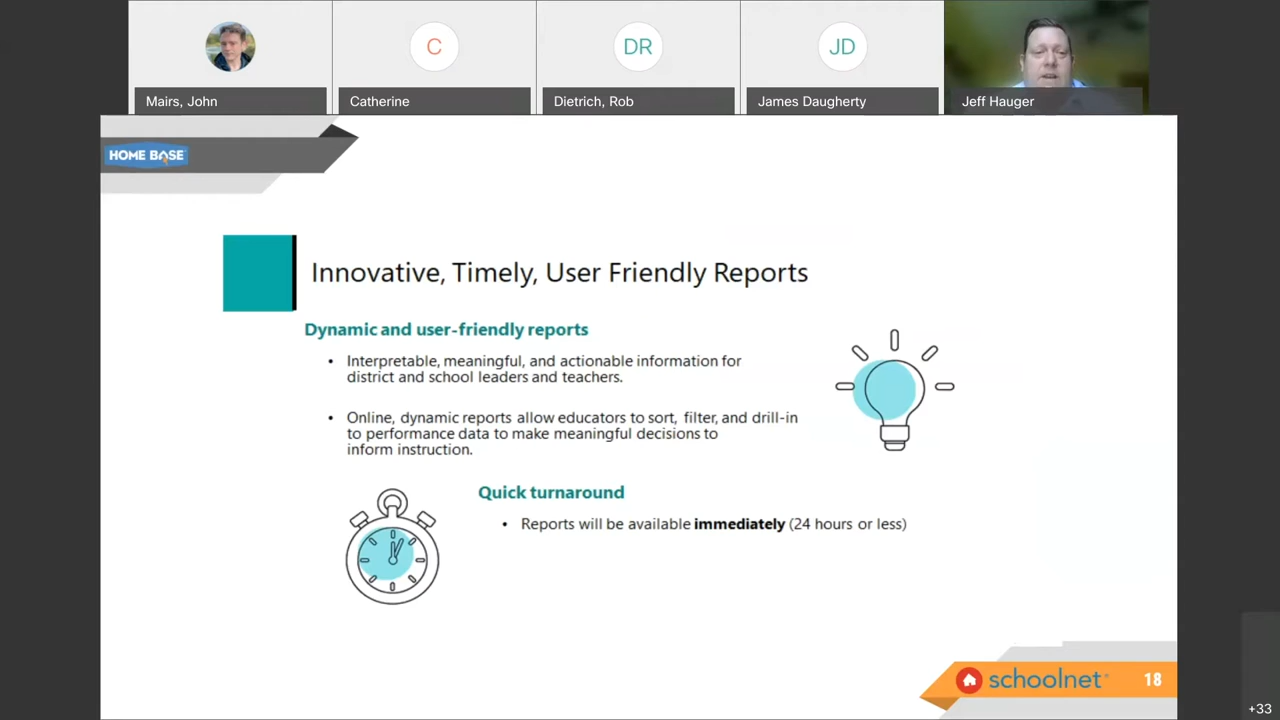 C
DR
JD
Mairs, John
Catherine
Dietrich, Rob
James Daugherty
Jeff Hauger
HOME BASE
Innovative, Timely, User Friendly Reports
Dynamic and user-friendly reports
• Interpretable, meaningful, and actionable information for
district and school leaders and teachers.
• Online, dynamic reports allow educators to sort, filter, and drill-in
to performance data to make meaningful decisions to
inform instruction.
Quick turnaround
• Reports will be available immediately (24 hours or less)
schoolnet
18
+33